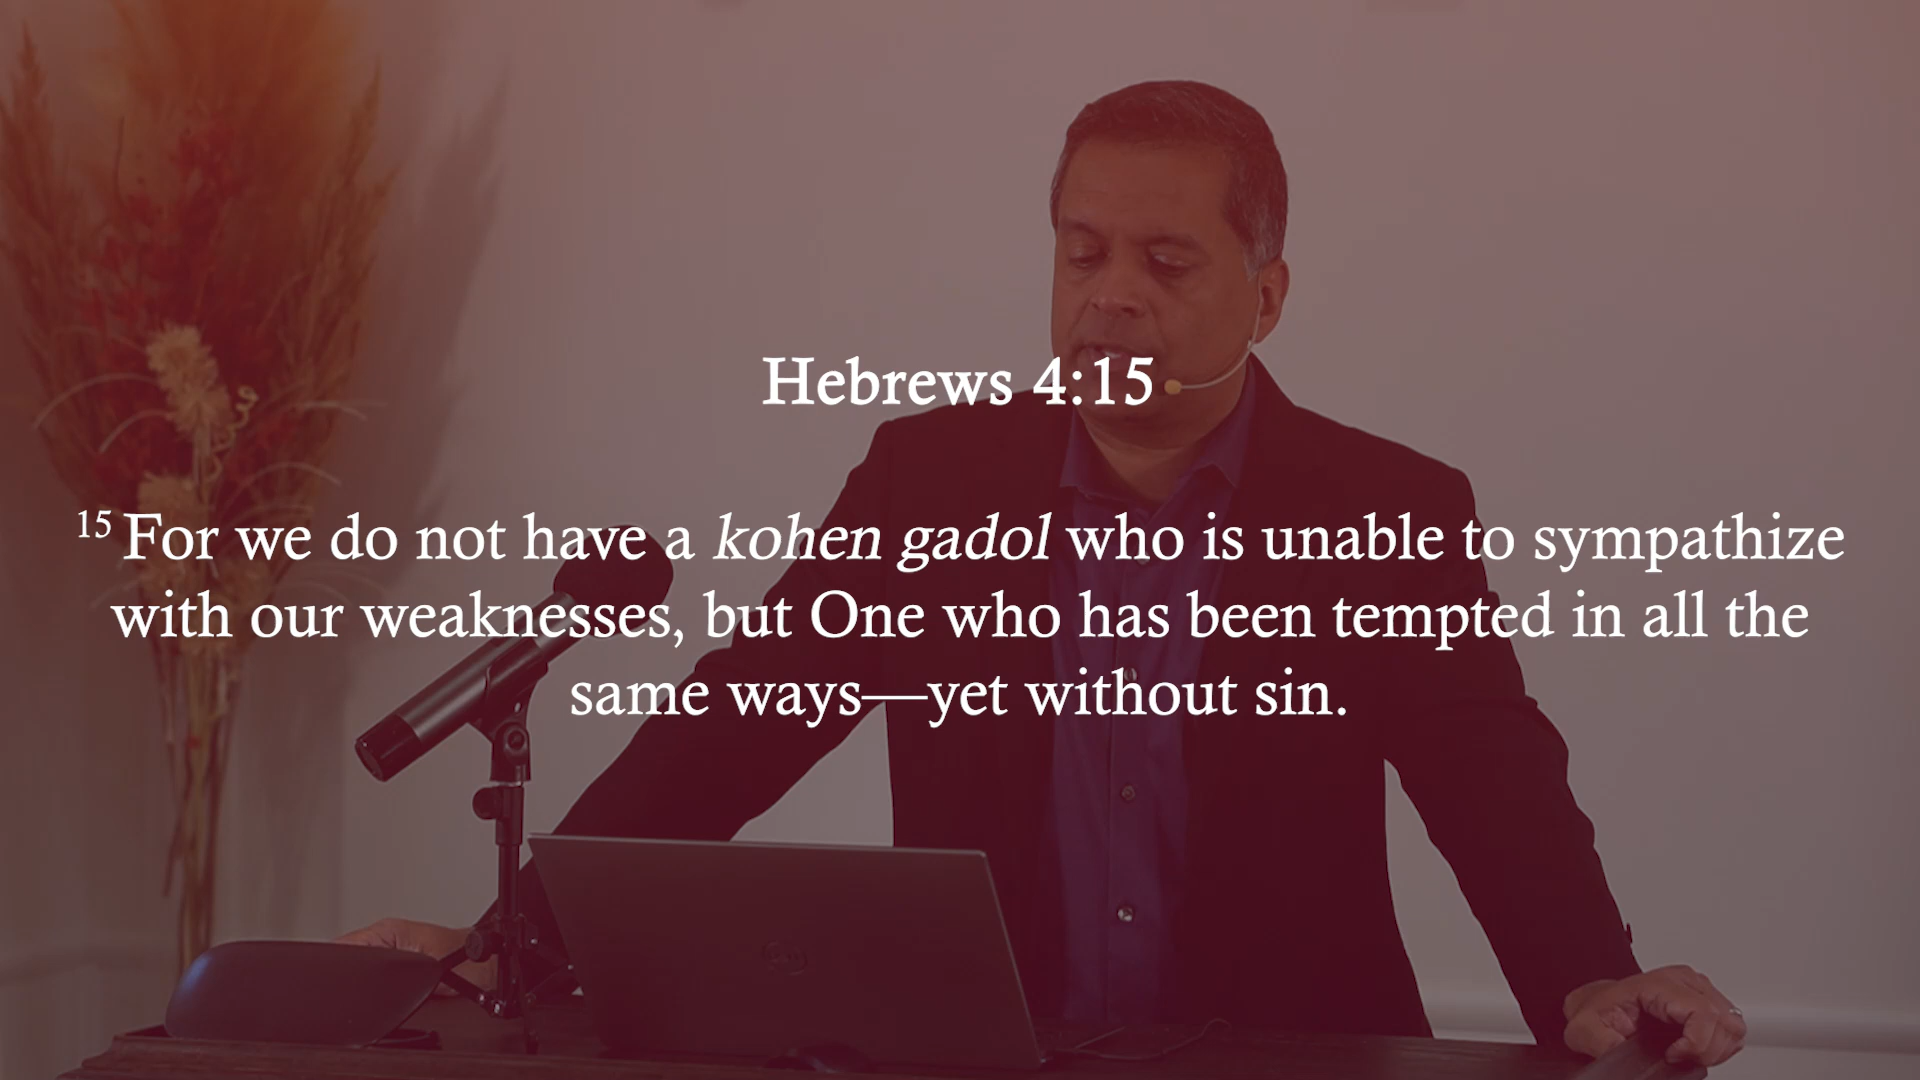 Hebrews 4:15
15 For we do not have a kohen gadol who is unable to sympathize
with our weaknesses, but One who has been tempted in all the
same ways—yet without sin.